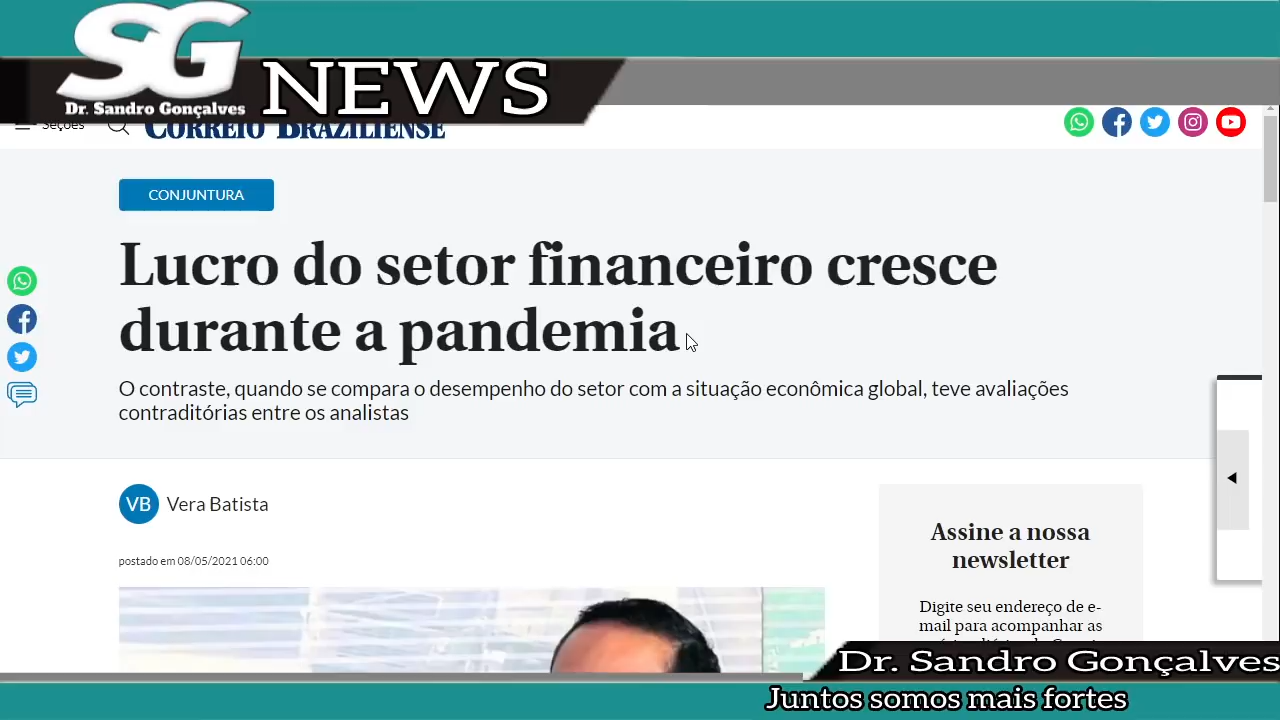 SG
Dr. Sandro Gonçalves
NEWS
Seções
CORREIO BRAZILIENSE
CONJUNTURA
Lucro do setor financeiro cresce
durante a pandemia
O contraste, quando se compara o desempenho do setor com a situação econômica global, teve avaliações
contraditórias entre os analistas
VB
Vera Batista
postado em 08/05/2021 06:00
Assine a nossa
newsletter
Digite seu endereço de e-
mail para acompanhar as
Dr. Sandro Gonçalves
Juntos somos mais fortes